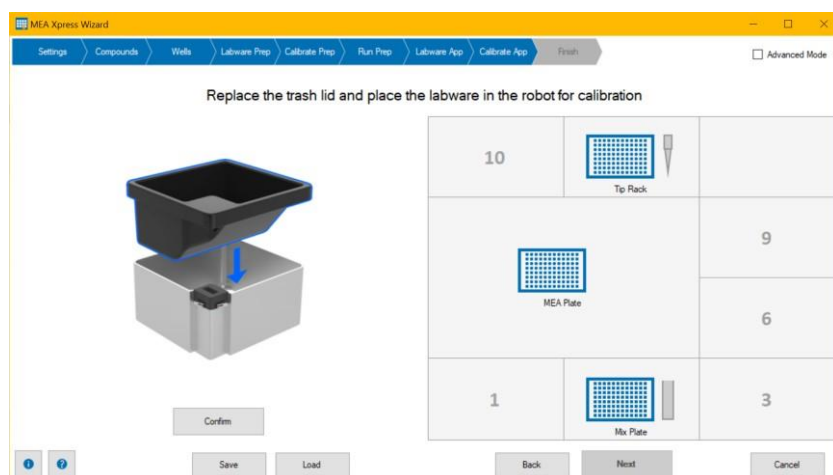 MEA Xpress Wizard
Settings Compounds Wells Labware Prep Calibrate Prep Run Prep Labware App Calibrate App Finish Advanced Mode
Replace the trash lid and place the labware in the robot for calibration
10
Tip Rack
9
MEA Plate
6
1
Mix Plate
3
Confirm
Save Load Back Next Cancel